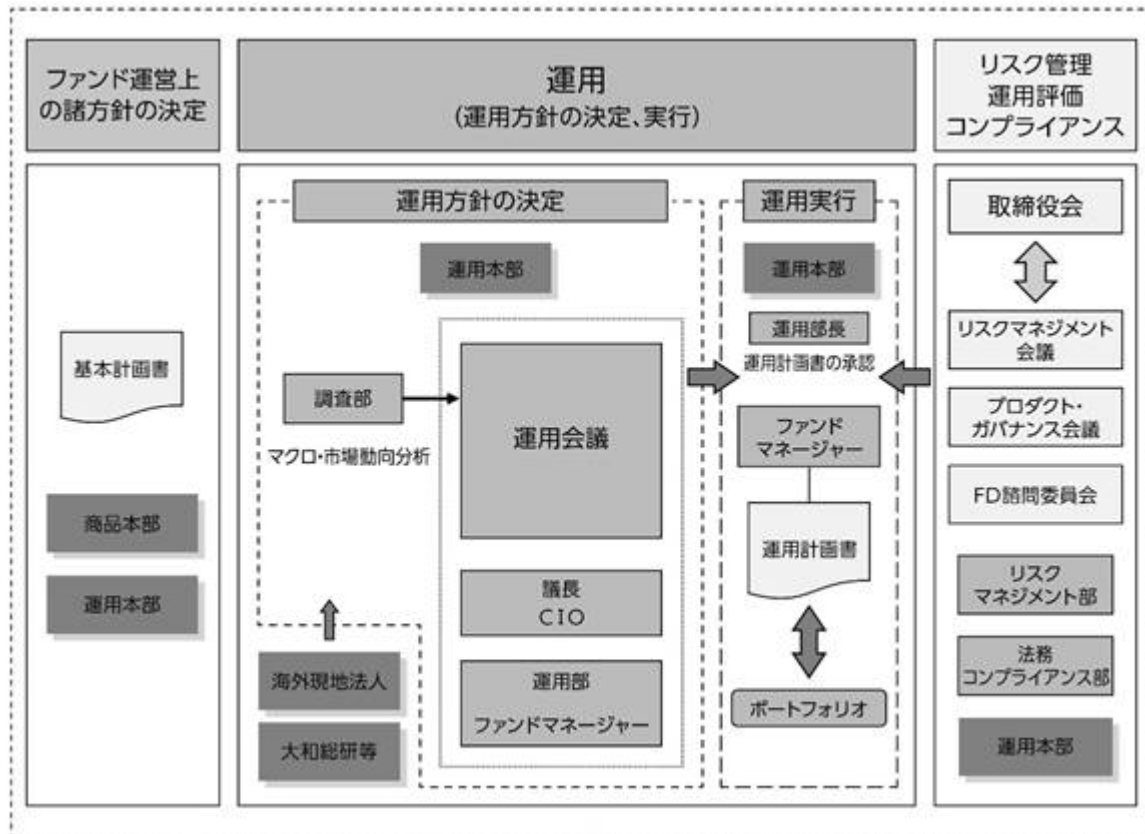 ファンド運営上
の諸方針の決定
運用
(運用方針の決定、実行)
リスク管理
運用評価
コンプライアンス
基本計画書
商品本部
運用本部
運用方針の決定
運用本部
調査部
マクロ・市場動向分析
運用会議
議長
CIO
運用部
ファンドマネージャー
海外現地法人
大和総研等
運用実行
運用本部
運用部長
運用計画書の承認
ファンド
マネージャー
運用計画書
ポートフォリオ
取締役会
リスクマネジメント
会議
プロダクト・
ガバナンス会議
FD諮問委員会
リスク
マネジメント部
法務
コンプライアンス部
運用本部